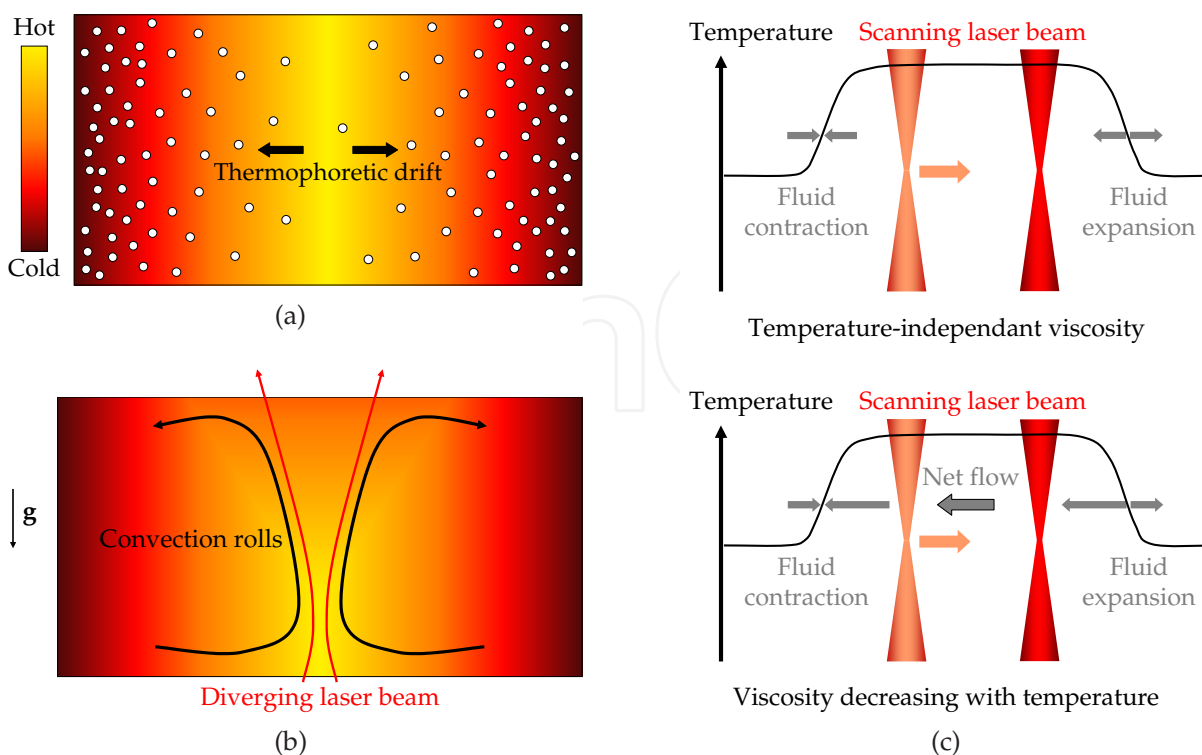 Hot
Cold
Thermophoretic drift
(a)
g
Convection rolls
Diverging laser beam
(b)
Temperature
Scanning laser beam
Fluid
contraction
Fluid
expansion
Temperature-independant viscosity
Temperature
Scanning laser beam
Net flow
Fluid
contraction
Fluid
expansion
Viscosity decreasing with temperature
(c)